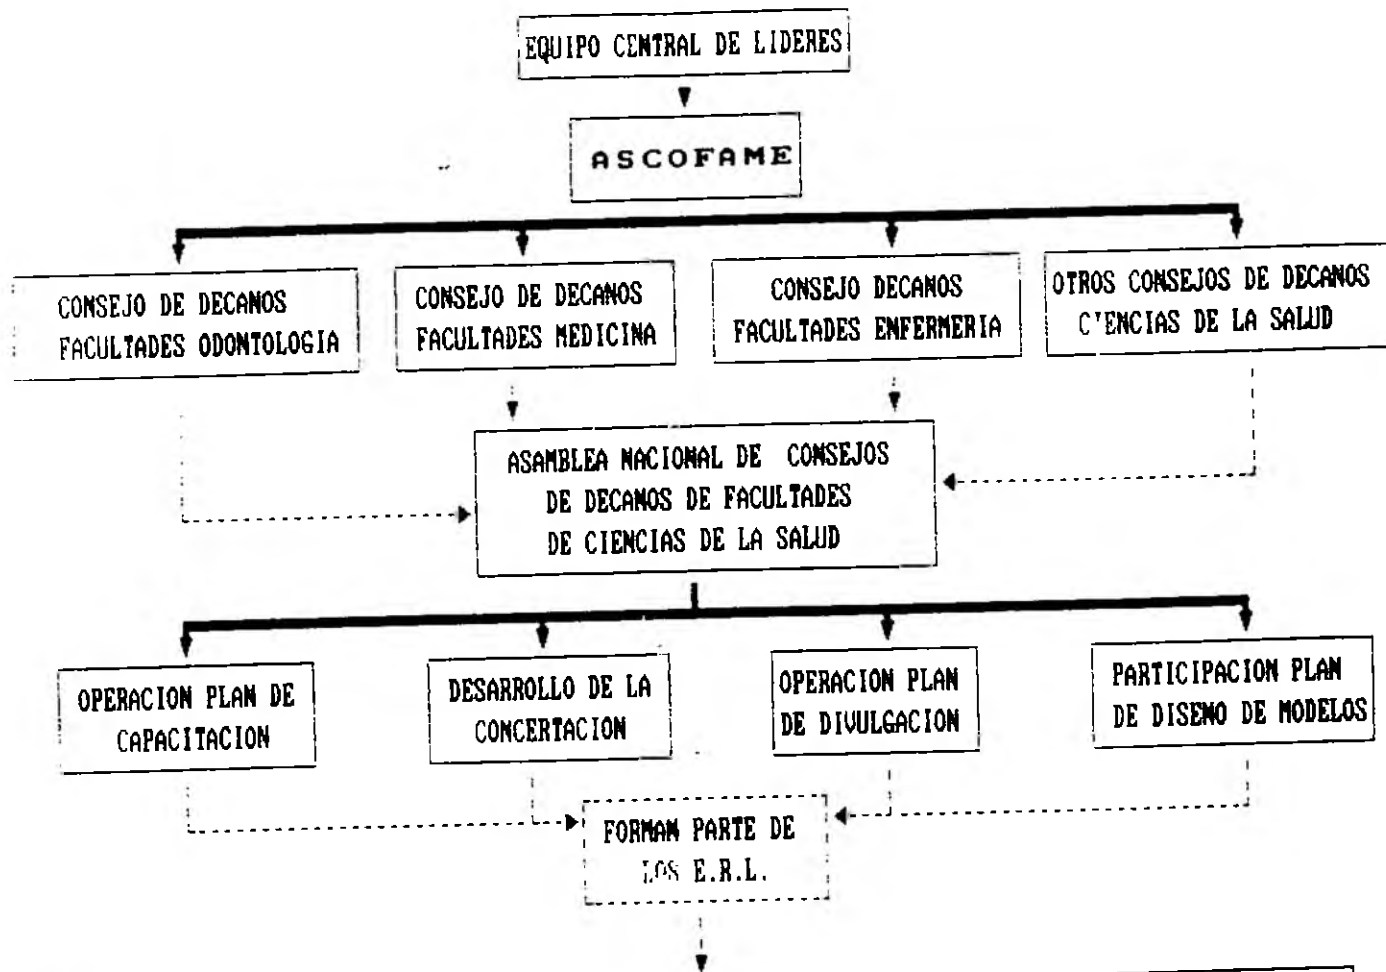 EQUIPO CENTRAL DE LIDERES
ASCOFAME
CONSEJO DE DECANOS
FACULTADES ODONTOLOGIA
CONSEJO DE DECANOS
FACULTADES MEDICINA
CONSEJO DECANOS
FACULTADES ENFERMERIA
OTROS CONSEJOS DE DECANOS
C'ENCIAS DE LA SALUD
ASAMBLEA NACIONAL DE CONSEJOS
DE DECANOS DE FACULTADES
DE CIENCIAS DE LA SALUD
OPERACION PLAN DE
CAPACITACION
DESARROLLO DE LA
CONCERTACION
OPERACION PLAN
DE DIVULGACION
PARTICIPACION PLAN
DE DISENO DE MODELOS
FORMAN PARTE DE
LOS E.R.L.